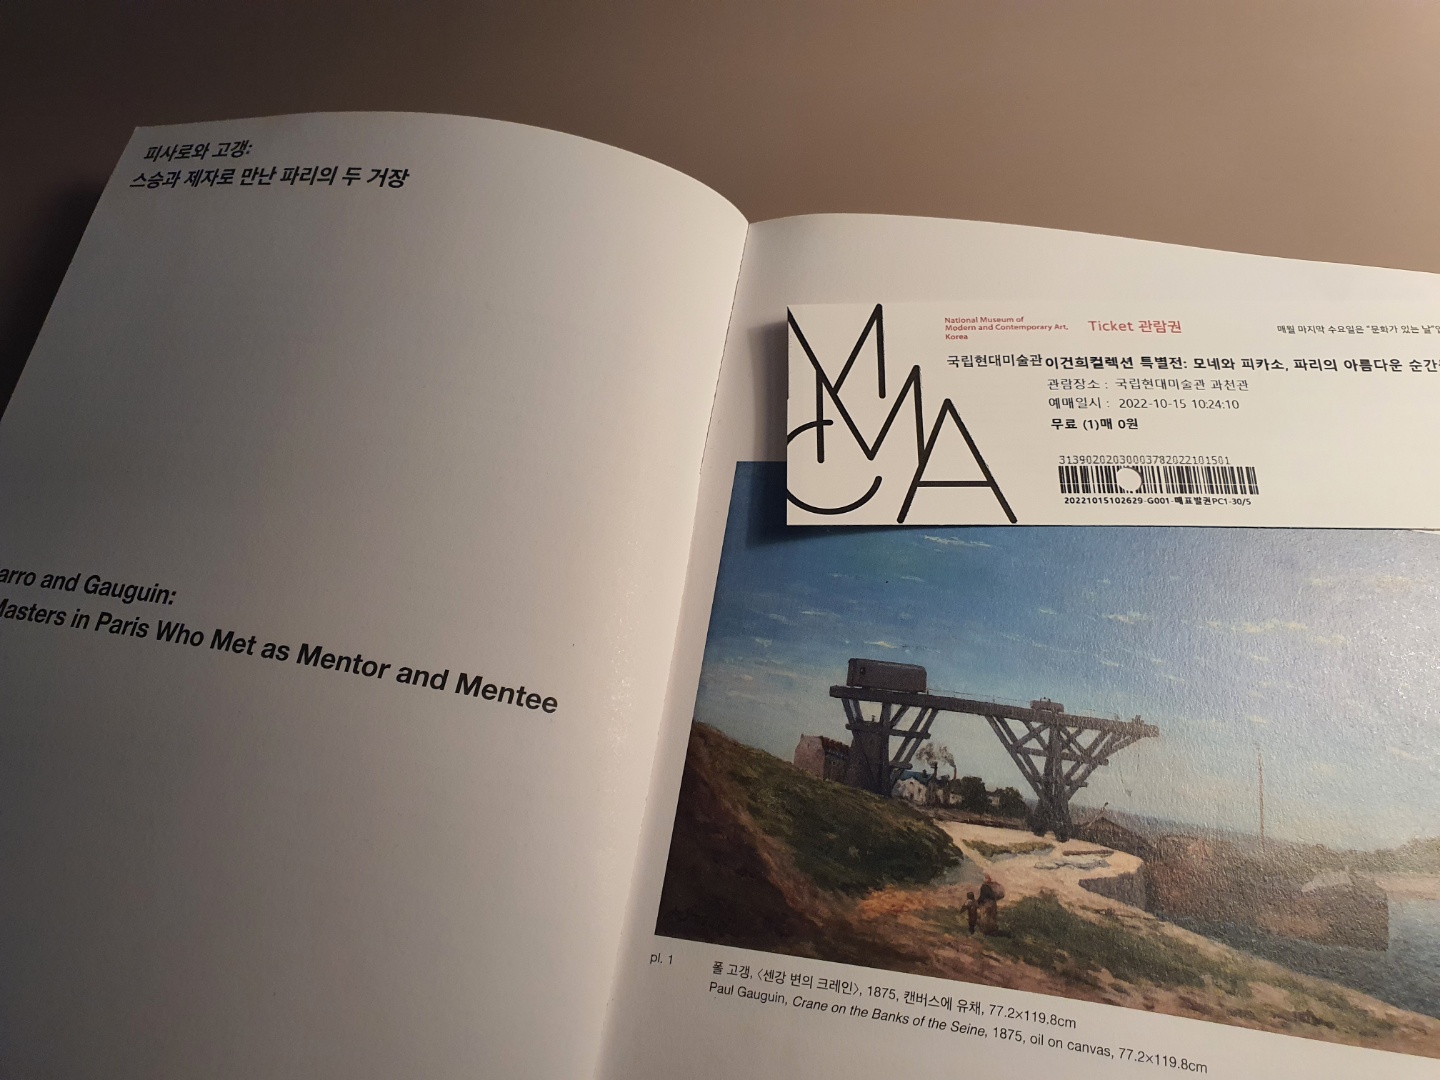 피사로와 고갱:
스승과 제자로 만난 파리의 두 거장
and Gauguin:
Masters in Paris Who Met as Mentor and Mentee
MMCA
National Museum of
Modern and Contemporary Art,
Korea
Ticket 관람권
매월 마지막 수요일은 "문화가 있는 날"
국립현대미술관 이건희컬렉션 특별전: 모네와 피카소, 파리의 아름다운 순간
관람장소 : 국립현대미술관 과천관
예매일시 : 2022-10-15 10:24:10
무료 (1)매 0원
31390202030003782022101501
20221015102629-G001-매표발권PC1-30/5
pl. 1
폴 고갱, 〈센강 변의 크레인〉, 1875, 캔버스에 유채, 77.2×119.8cm
Paul Gauguin, Crane on the Banks of the Seine, 1875, oil on canvas, 77.2×119.8cm